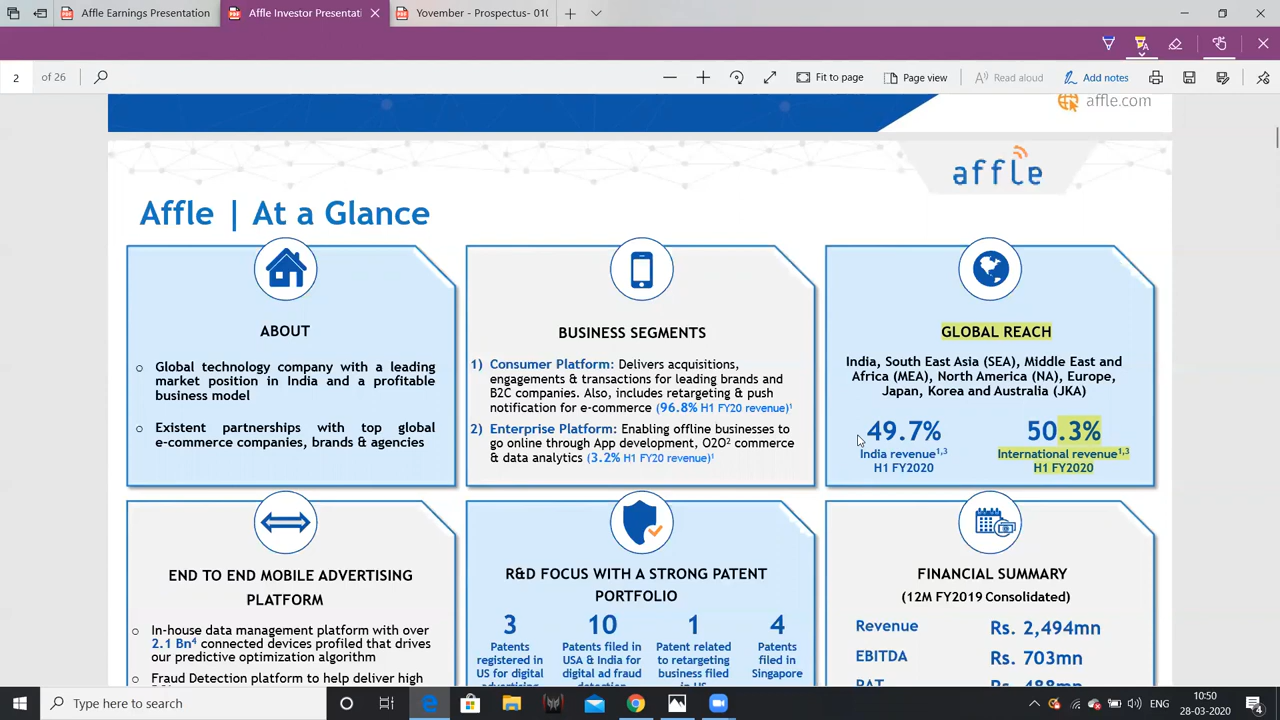 Affle Earnings Presentation
Affle Investor Presentati
Yovember - Prospectus- 010
2
of 26
Fit to page
Page view
Read aloud
Add notes
affle.com
affle
Affle | At a Glance
ABOUT
Global technology company with a leading
market position in India and a profitable
business model
Existent partnerships with top global
e-commerce companies, brands & agencies
BUSINESS SEGMENTS
1) Consumer Platform: Delivers acquisitions,
engagements & transactions for leading brands and
B2C companies. Also, includes retargeting & push
notification for e-commerce (96.8% H1 FY20 revenue)¹
2) Enterprise Platform: Enabling offline businesses to
go online through App development, O2O² commerce
& data analytics (3.2% H1 FY20 revenue)¹
GLOBAL REACH
India, South East Asia (SEA), Middle East and
Africa (MEA), North America (NA), Europe,
Japan, Korea and Australia (JKA)
49.7%
India revenue¹,³
H1 FY2020
50.3%
International revenue¹,³
H1 FY2020
END TO END MOBILE ADVERTISING
PLATFORM
In-house data management platform with over
2.1 Bn⁴ connected devices profiled that drives
our predictive optimization algorithm
Fraud Detection platform to help deliver high
R&D FOCUS WITH A STRONG PATENT
PORTFOLIO
3
Patents
registered in
US for digital
advertising
10
Patents filed in
USA & India for
digital ad fraud
detection
1
Patent related
to retargeting
business filed
in US
4
Patents
filed in
Singapore
FINANCIAL SUMMARY
(12M FY2019 Consolidated)
Revenue Rs. 2,494mn
EBITDA Rs. 703mn
PAT Rs. 488mn
Type here to search
ENG
10:50
28-03-2020
4